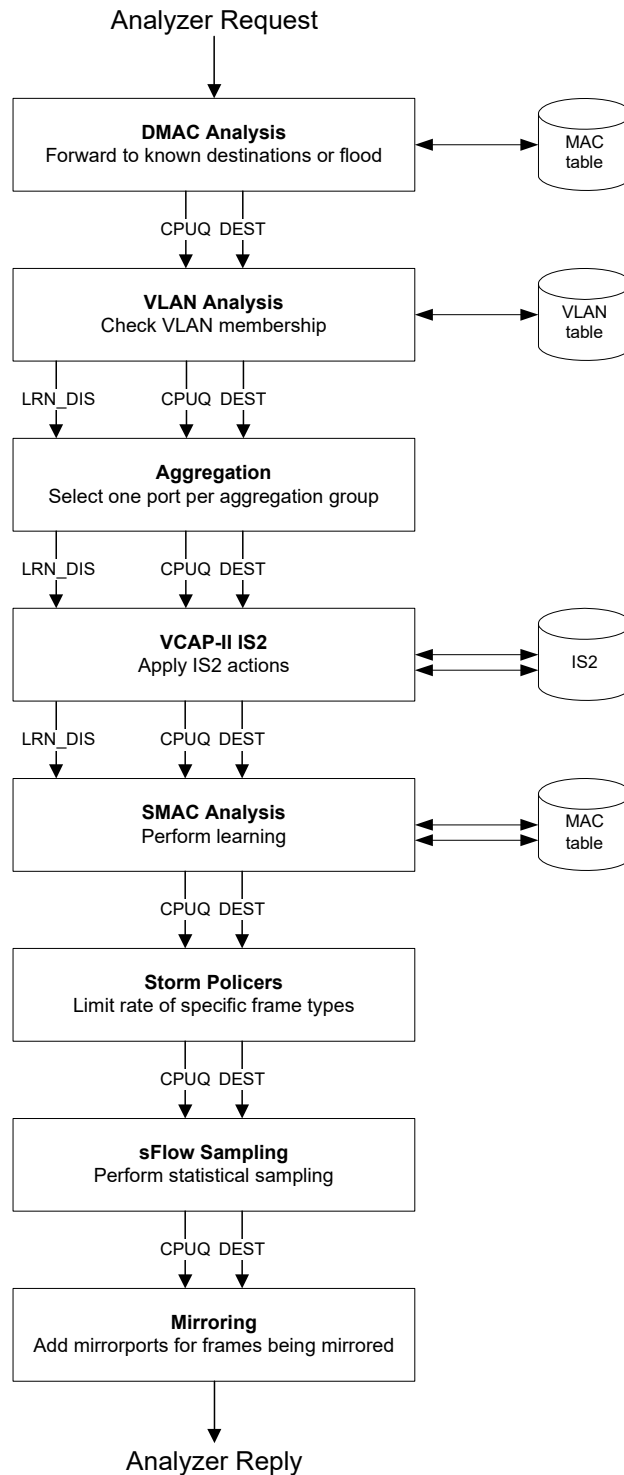 Analyzer Request
DMAC Analysis
Forward to known destinations or flood
MAC
table
CPUQ DEST
VLAN Analysis
Check VLAN membership
VLAN
table
LRN_DIS CPUQ DEST
Aggregation
Select one port per aggregation group
LRN_DIS CPUQ DEST
VCAP-II IS2
Apply IS2 actions
IS2
LRN_DIS CPUQ DEST
SMAC Analysis
Perform learning
MAC
table
CPUQ DEST
Storm Policers
Limit rate of specific frame types
CPUQ DEST
sFlow Sampling
Perform statistical sampling
CPUQ DEST
Mirroring
Add mirrorports for frames being mirrored
Analyzer Reply